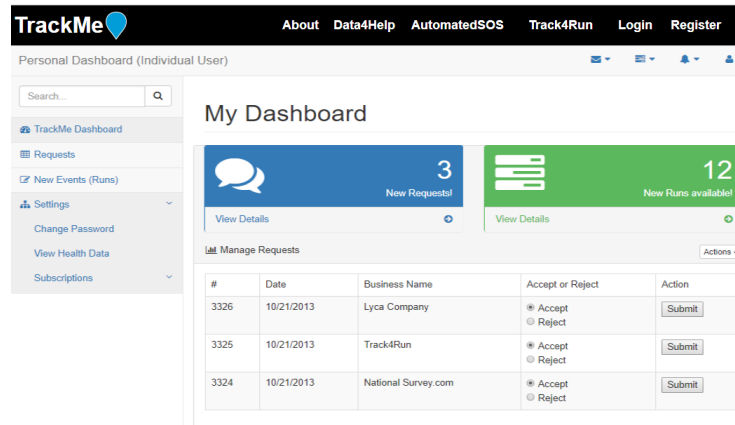 TrackMe About Data4Help AutomatedSOS Track4Run Login Register
Personal Dashboard (Individual User)
Search...
TrackMe Dashboard
Requests
New Events (Runs)
Settings
Change Password
View Health Data
Subscriptions
My Dashboard
3
New Requests!
View Details
12
New Runs available!
View Details
Manage Requests Actions
# Date Business Name Accept or Reject Action
3326 10/21/2013 Lyca Company Accept Submit
Reject
3325 10/21/2013 Track4Run Accept Submit
Reject
3324 10/21/2013 National Survey.com Accept Submit
Reject